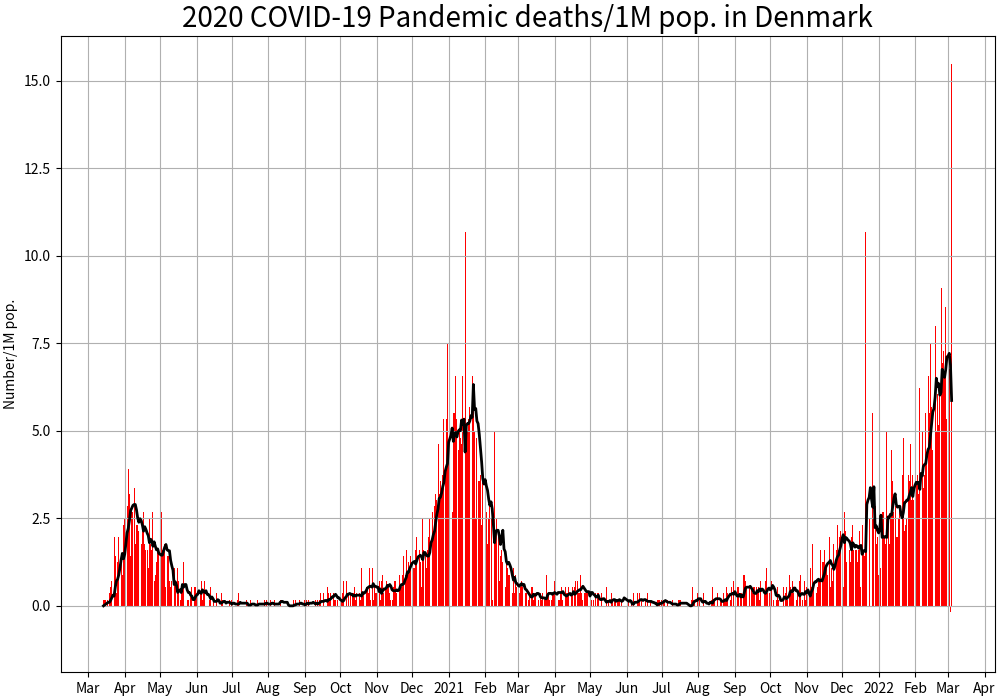 2020 COVID-19 Pandemic deaths/1M pop. in Denmark
Number/1M pop.
15.0
12.5
10.0
7.5
5.0
2.5
0.0
Mar Apr May Jun Jul Aug Sep Oct Nov Dec 2021 Feb Mar Apr May Jun Jul Aug Sep Oct Nov Dec 2022 Feb Mar Apr